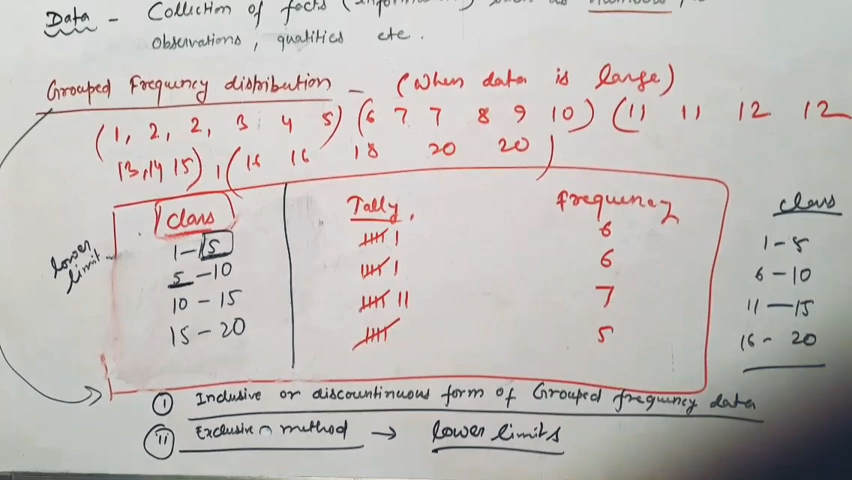 Data - Collection of facts
observations, qualities etc.
Grouped frequency distribution - (When data is large)
(1, 2, 2, 3 4 5) (6 7 7 8 9 10) (11 11 12 12
13, 14 15), (16 16 18 20 20)
class Tally, frequency class
1-5 𝍸 I 6 1-5
5-10 𝍸 I 6 6-10
10-15 𝍸 II 7 11-15
15-20 𝍸 5 16-20
lower limit
(i) Inclusive or discountinuous form of Grouped frequency data
(ii) Exclusive method → lower limits